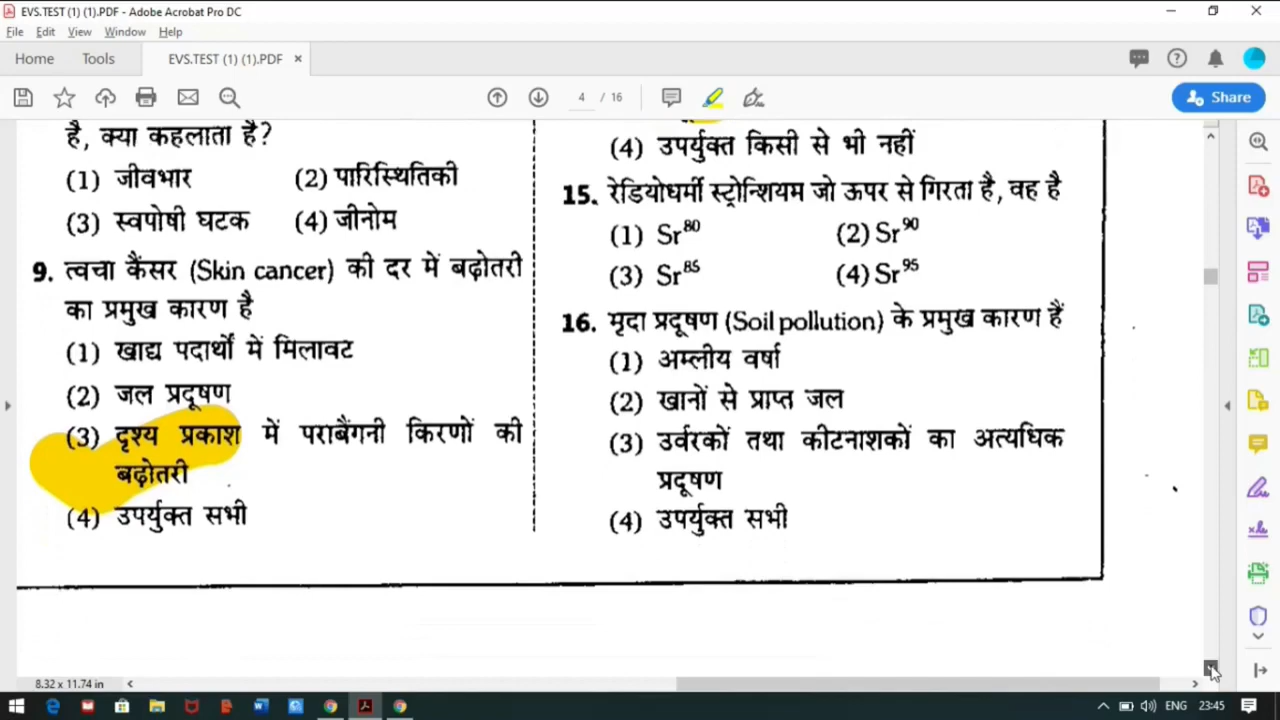 EVS.TEST (1) (1).PDF - Adobe Acrobat Pro DC
File Edit View Window Help
Home Tools EVS.TEST (1) (1).PDF ×
4 / 16
Share
है, क्या कहलाता है?
(1) जीवभार (2) पारिस्थितिकी
(3) स्वपोषी घटक (4) जीनोम
9. त्वचा कैंसर (Skin cancer) की दर में बढ़ोतरी
का प्रमुख कारण है
(1) खाद्य पदार्थों में मिलावट
(2) जल प्रदूषण
(3) दृश्य प्रकाश में पराबैंगनी किरणों की
बढ़ोतरी
(4) उपर्युक्त सभी
(4) उपर्युक्त किसी से भी नहीं
15. रेडियोधर्मी स्ट्रोन्शियम जो ऊपर से गिरता है, वह है
(1) Sr⁸⁰ (2) Sr⁹⁰
(3) Sr⁸⁵ (4) Sr⁹⁵
16. मृदा प्रदूषण (Soil pollution) के प्रमुख कारण हैं
(1) अम्लीय वर्षा
(2) खानों से प्राप्त जल
(3) उर्वरकों तथा कीटनाशकों का अत्यधिक
प्रदूषण
(4) उपर्युक्त सभी
8.32 x 11.74 in
ENG 23:45